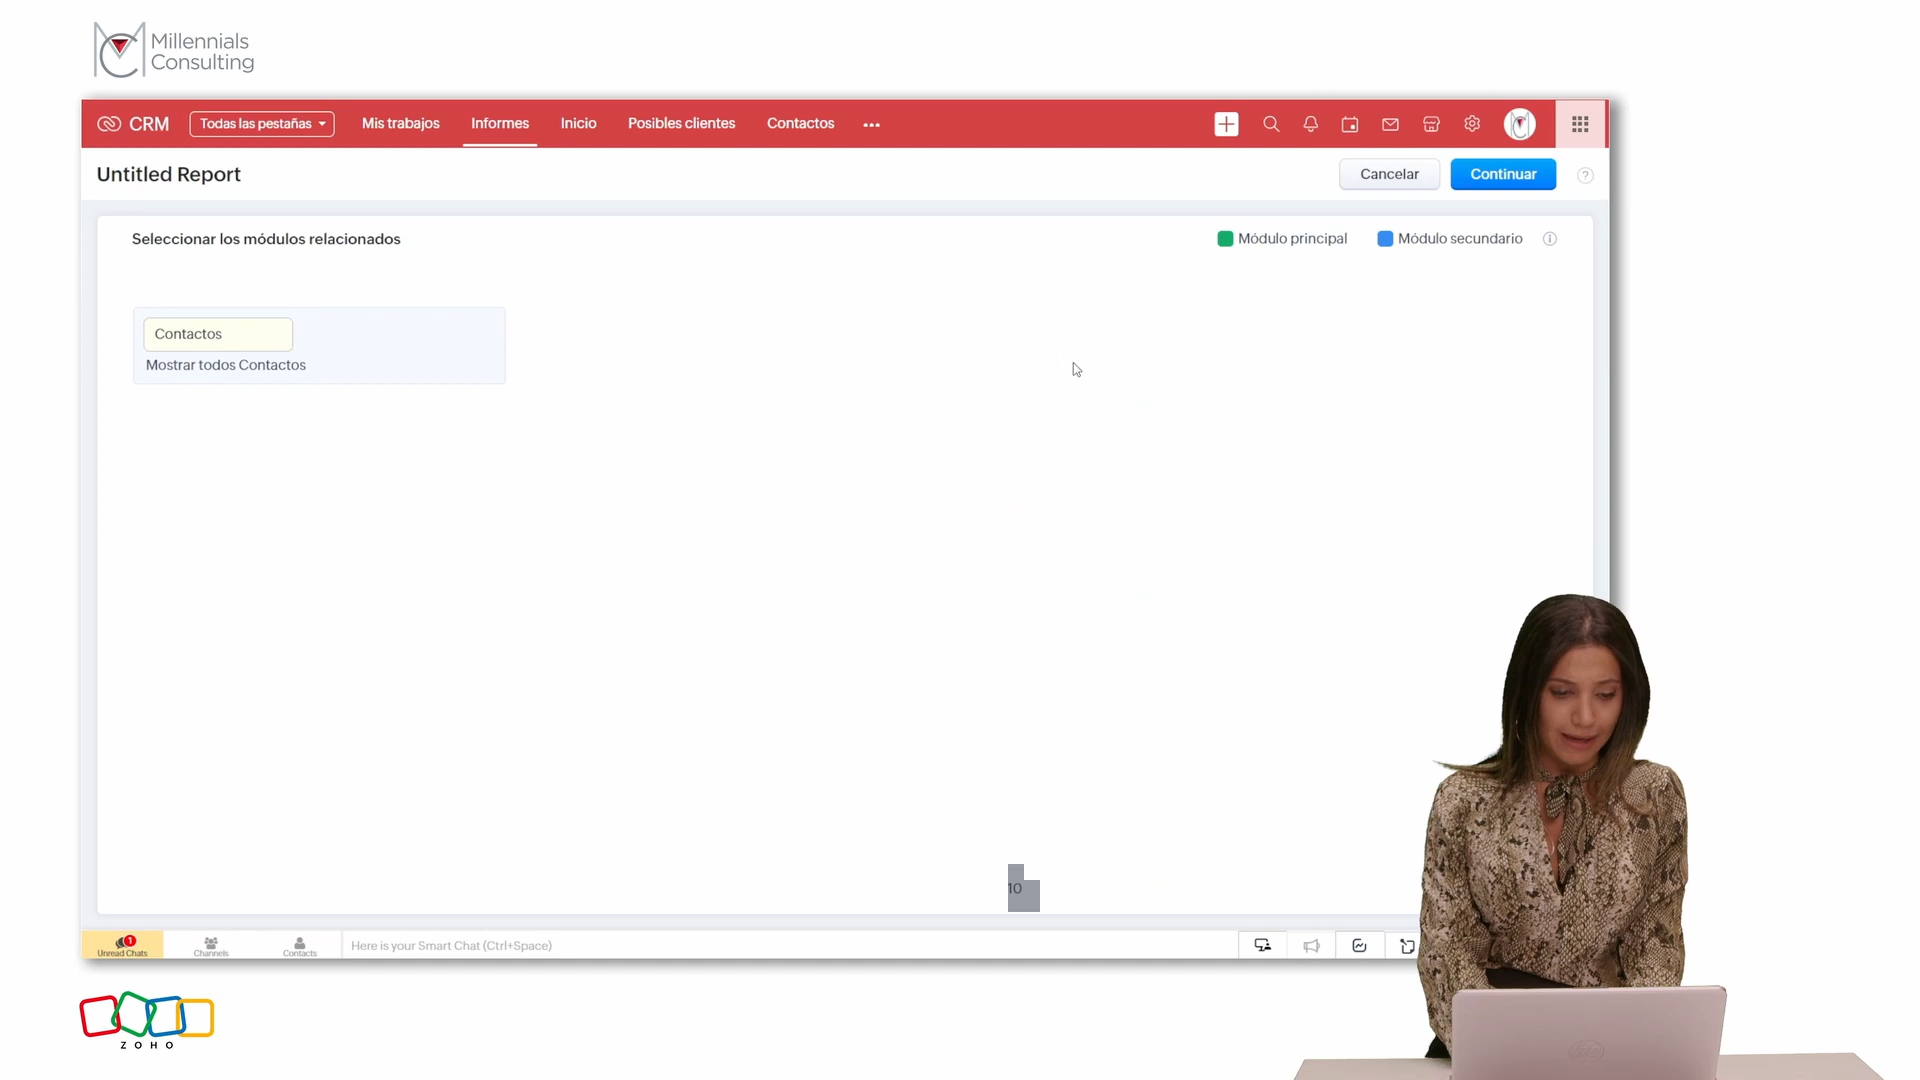 Millennials
Consulting
CRM
Todas las pestañas
Mis trabajos
Informes
Inicio
Posibles clientes
Contactos
Untitled Report
Cancelar
Continuar
?
Seleccionar los módulos relacionados
Módulo principal
Módulo secundario
Contactos
Mostrar todos Contactos
10
1
Unread Chats
Channels
Contacts
Here is your Smart Chat (Ctrl+Space)
ZOHO